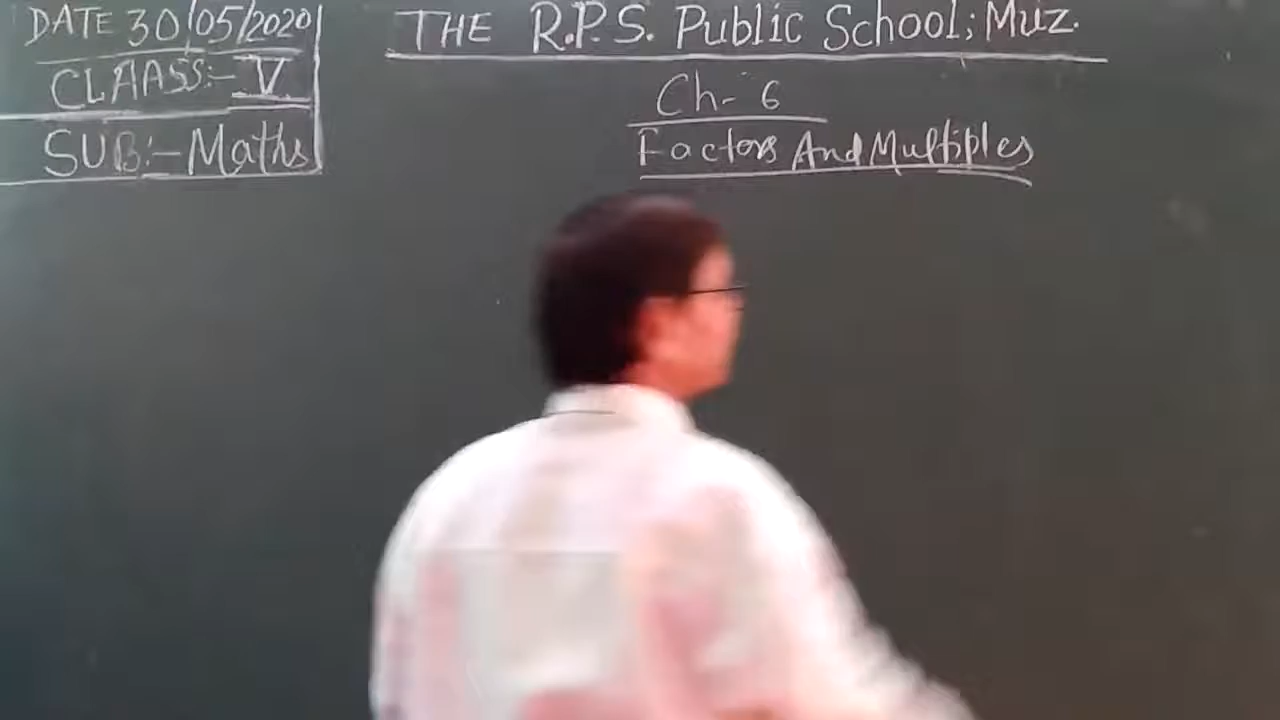 DATE 30/05/2020
CLAASS:- V
SUB:- Maths
THE R.P.S. Public School; Muz.
Ch- 6
Factors And Multiples